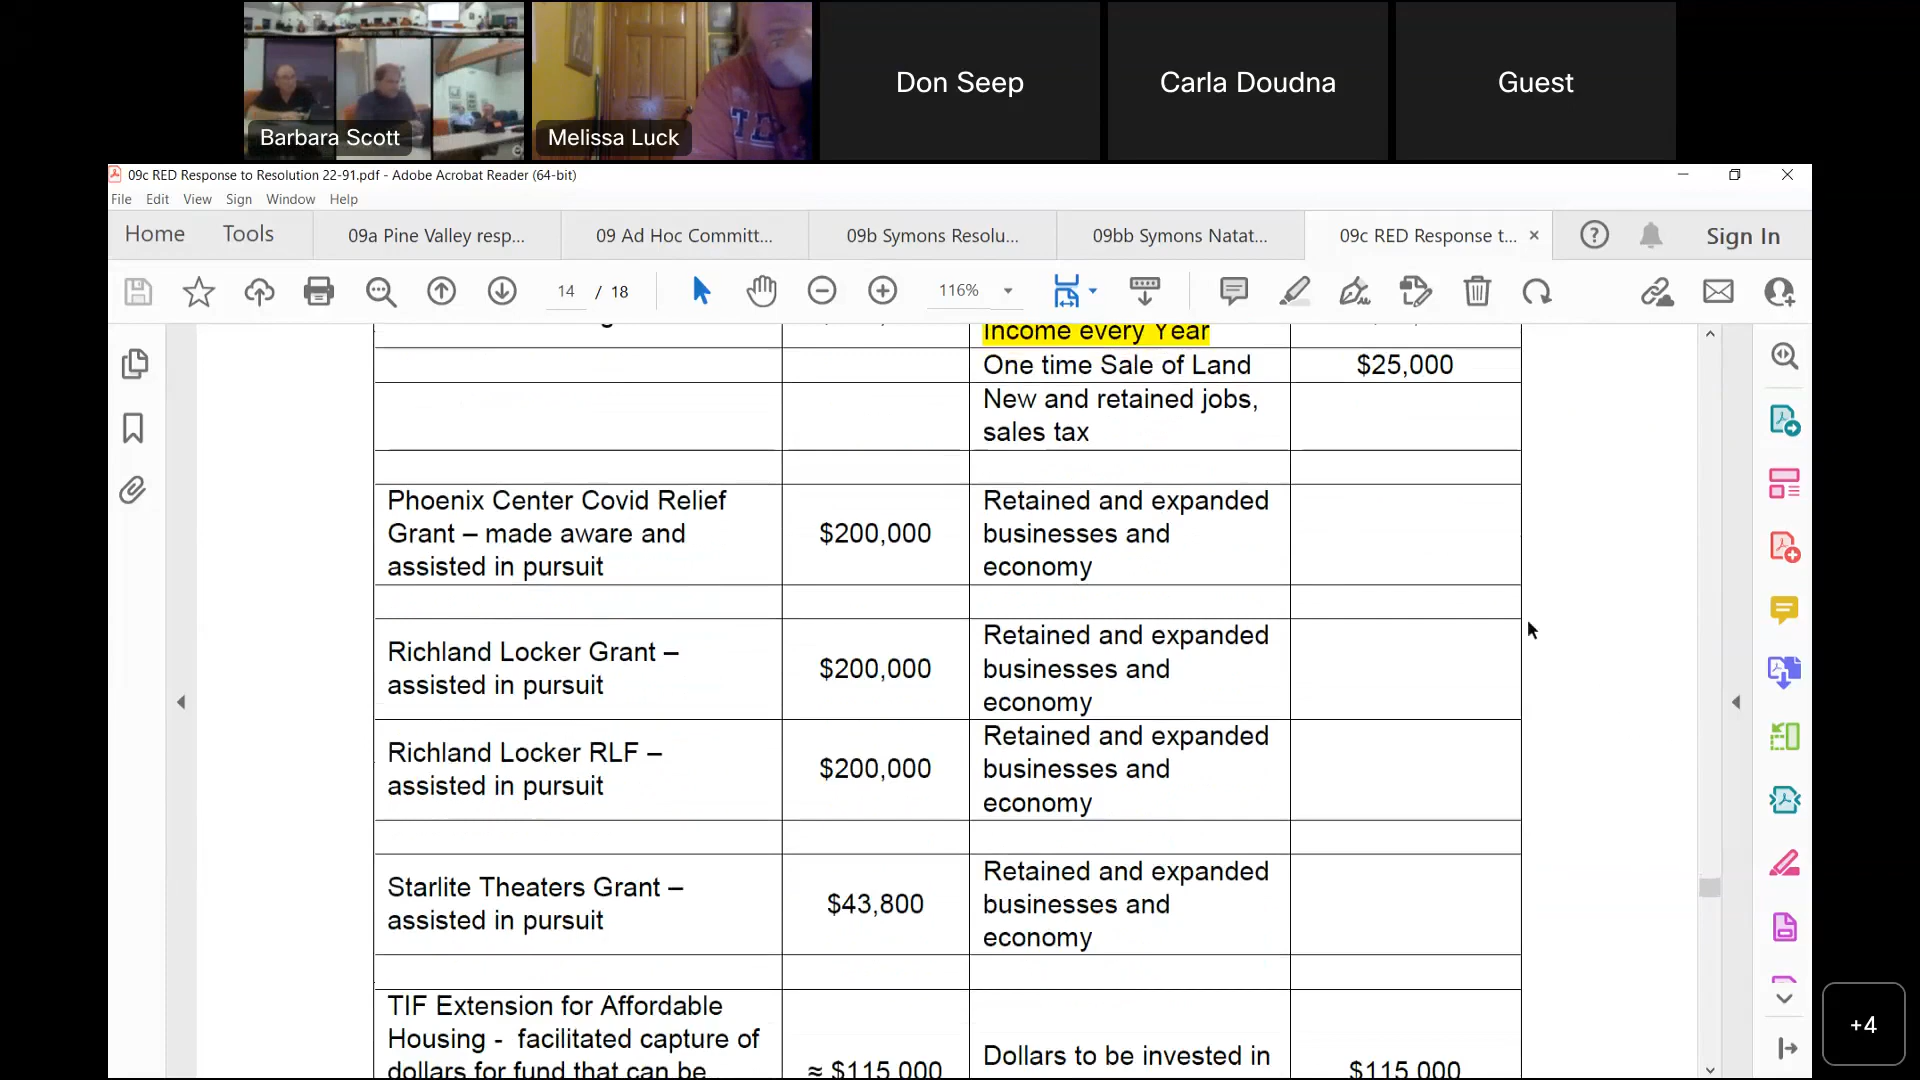 Barbara Scott
Melissa Luck
Don Seep
Carla Doudna
Guest
09c RED Response to Resolution 22-91.pdf - Adobe Acrobat Reader (64-bit)
File Edit View Sign Window Help
Home Tools 09a Pine Valley resp... 09 Ad Hoc Committ... 09b Symons Resolu... 09bb Symons Natat... 09c RED Response t... × Sign In
14 / 18 116%
Income every Year
One time Sale of Land $25,000
New and retained jobs,
sales tax
Phoenix Center Covid Relief
Grant – made aware and
assisted in pursuit
$200,000
Retained and expanded
businesses and
economy
Richland Locker Grant –
assisted in pursuit
$200,000
Retained and expanded
businesses and
economy
Richland Locker RLF –
assisted in pursuit
$200,000
Retained and expanded
businesses and
economy
Starlite Theaters Grant –
assisted in pursuit
$43,800
Retained and expanded
businesses and
economy
TIF Extension for Affordable
Housing - facilitated capture of
dollars for fund that can be
≈ $115,000
Dollars to be invested in
$115,000
+4